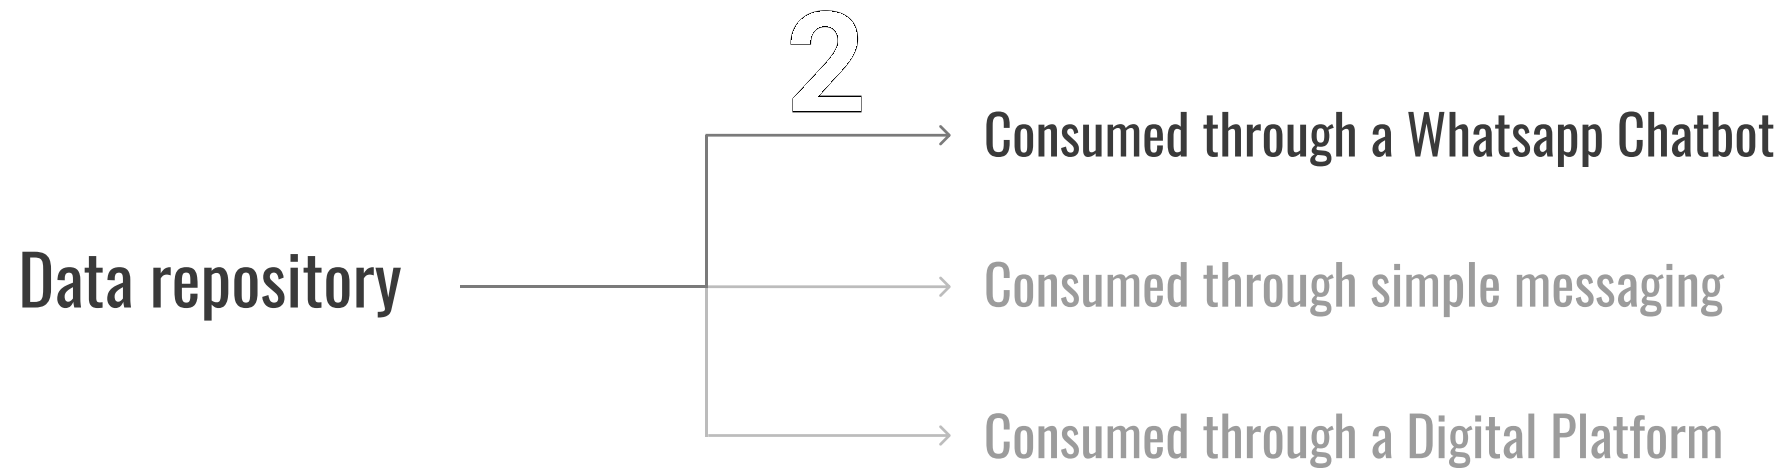 2
Consumed through a Whatsapp Chatbot
Data repository
Consumed through simple messaging
Consumed through a Digital Platform